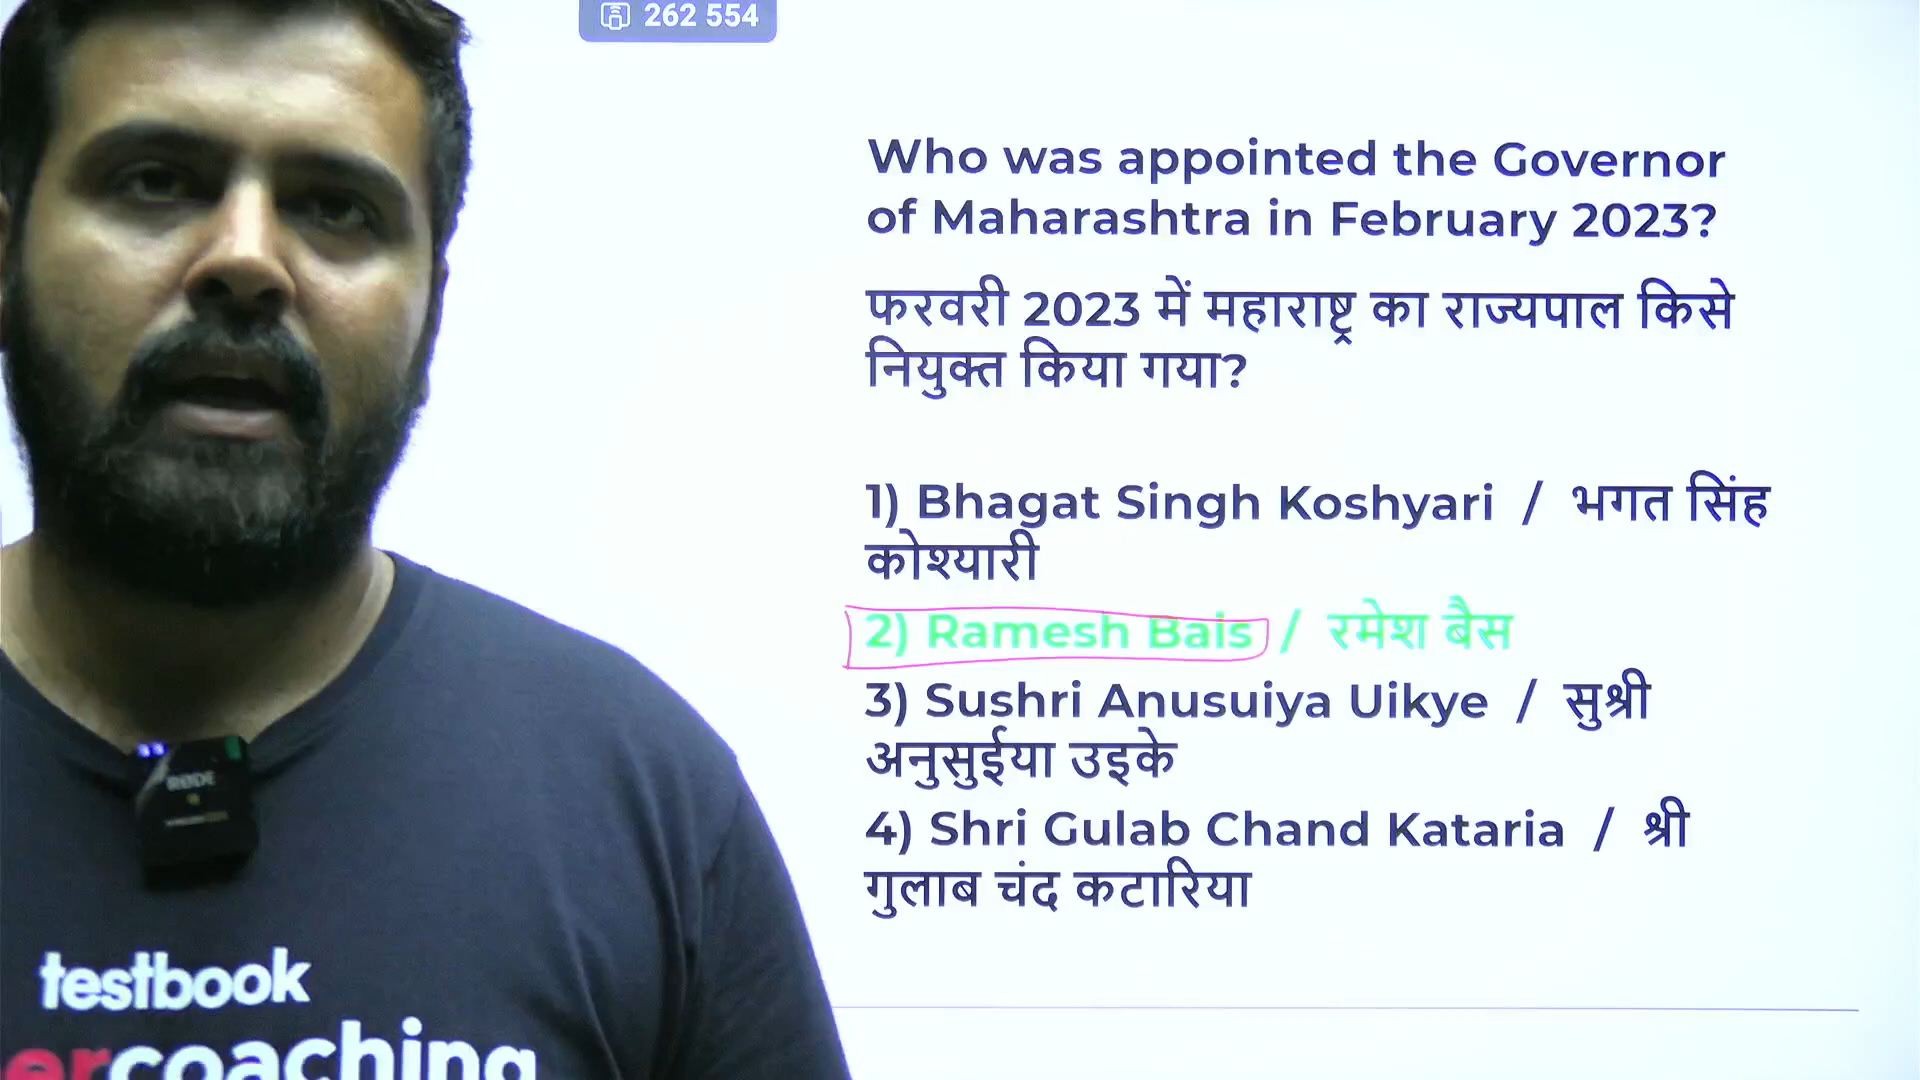 262 554
Who was appointed the Governor
of Maharashtra in February 2023?
फरवरी 2023 में महाराष्ट्र का राज्यपाल किसे
नियुक्त किया गया?
1) Bhagat Singh Koshyari / भगत सिंह
कोश्यारी
2) Ramesh Bais / रमेश बैस
3) Sushri Anusuiya Uikye / सुश्री
अनुसुईया उइके
4) Shri Gulab Chand Kataria / श्री
गुलाब चंद कटारिया
RØDE
testbook
ercoaching